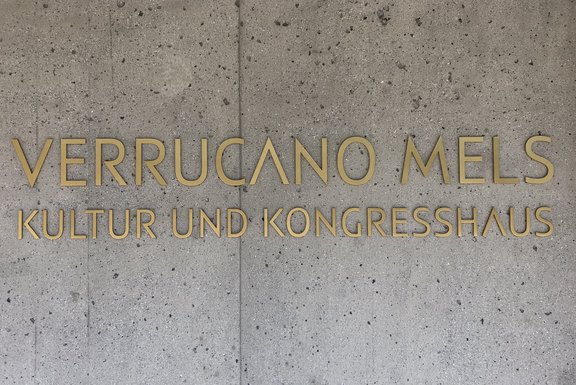 VERRUCANO MELS
KULTUR UND KONGRESSHAUS